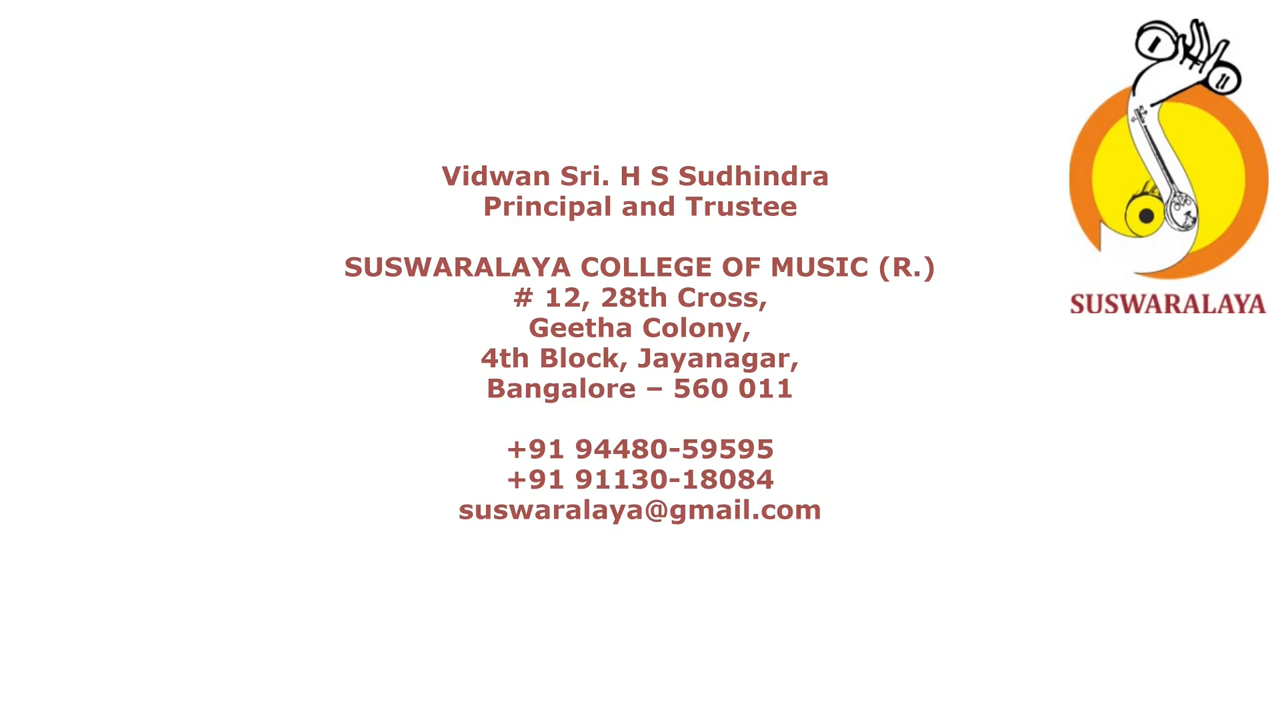 Vidwan Sri. H S Sudhindra
Principal and Trustee
SUSWARALAYA COLLEGE OF MUSIC (R.)
# 12, 28th Cross,
Geetha Colony,
4th Block, Jayanagar,
Bangalore – 560 011
+91 94480-59595
+91 91130-18084
suswaralaya@gmail.com
SUSWARALAYA